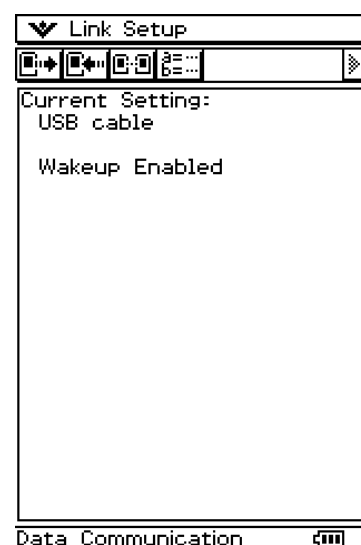 Link Setup
Current Setting:
USB cable
Wakeup Enabled
Data Communication